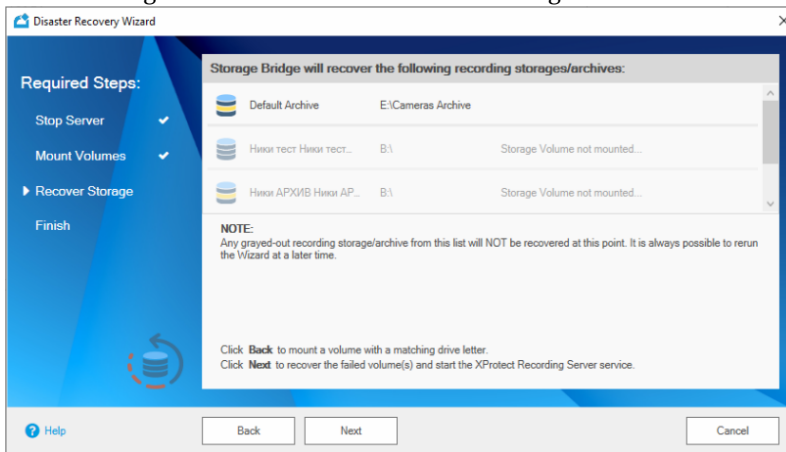 Disaster Recovery Wizard
Required Steps:
Stop Server
Mount Volumes
Recover Storage
Finish
Storage Bridge will recover the following recording storages/archives:
Default Archive E:\Cameras Archive
Ники тест Ники тест... B:\ Storage Volume not mounted...
Ники АРХИВ Ники АР... B:\ Storage Volume not mounted...
NOTE:
Any grayed-out recording storage/archive from this list will NOT be recovered at this point. It is always possible to rerun
the Wizard at a later time.
Click Back to mount a volume with a matching drive letter.
Click Next to recover the failed volume(s) and start the XProtect Recording Server service.
Help
Back
Next
Cancel